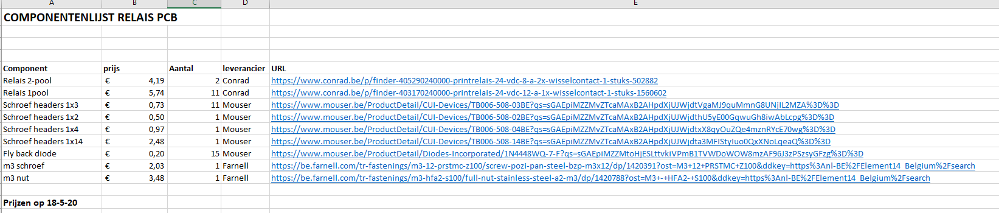 A B C D E
COMPONENTENLIJST RELAIS PCB
Component prijs Aantal leverancier URL
Relais 2-pool € 4,19 2 Conrad https://www.conrad.be/p/finder-405290240000-printrelais-24-vdc-8-a-2x-wisselcontact-1-stuks-502882
Relais 1pool € 5,74 11 Conrad https://www.conrad.be/p/finder-403170240000-printrelais-24-vdc-12-a-1x-wisselcontact-1-stuks-1560602
Schroef headers 1x3 € 0,73 11 Mouser https://www.mouser.be/ProductDetail/CUI-Devices/TB006-508-03BE?qs=sGAEpiMZZMvZTcaMAxB2AHpdXjUJWjdtVgaMJ9quMmnG8UNjIL2MZA%3D%3D
Schroef headers 1x2 € 0,50 1 Mouser https://www.mouser.be/ProductDetail/CUI-Devices/TB006-508-02BE?qs=sGAEpiMZZMvZTcaMAxB2AHpdXjUJWjdthU5yE00GqwuGh8iwAbLcpg%3D%3D
Schroef headers 1x4 € 0,97 1 Mouser https://www.mouser.be/ProductDetail/CUI-Devices/TB006-508-04BE?qs=sGAEpiMZZMvZTcaMAxB2AHpdXjUJWjdtxX8qyOuZQe4mznRYcE70wg%3D%3D
Schroef headers 1x14 € 2,48 1 Mouser https://www.mouser.be/ProductDetail/CUI-Devices/TB006-508-14BE?qs=sGAEpiMZZMvZTcaMAxB2AHpdXjUJWjdta3MFIStyIuo0QxXNoLqeaQ%3D%3D
Fly back diode € 0,20 15 Mouser https://www.mouser.be/ProductDetail/Diodes-Incorporated/1N4448WQ-7-F?qs=sGAEpiMZZMtoHjESLttvkiVPmB1TVWDoWOW8mzAF96J3zPSzsyGFzg%3D%3D
m3 schroef € 2,03 1 Farnell https://be.farnell.com/tr-fastenings/m3-12-prstmc-z100/screw-pozi-pan-steel-bzp-m3x12/dp/1420391?ost=M3+12+PRSTMC+Z100&ddkey=https%3Anl-BE%2FElement14_Belgium%2Fsearch
m3 nut € 3,48 1 Farnell https://be.farnell.com/tr-fastenings/m3-hfa2-s100/full-nut-stainless-steel-a2-m3/dp/1420788?ost=M3+-+HFA2-+S100&ddkey=https%3Anl-BE%2FElement14_Belgium%2Fsearch
Prijzen op 18-5-20